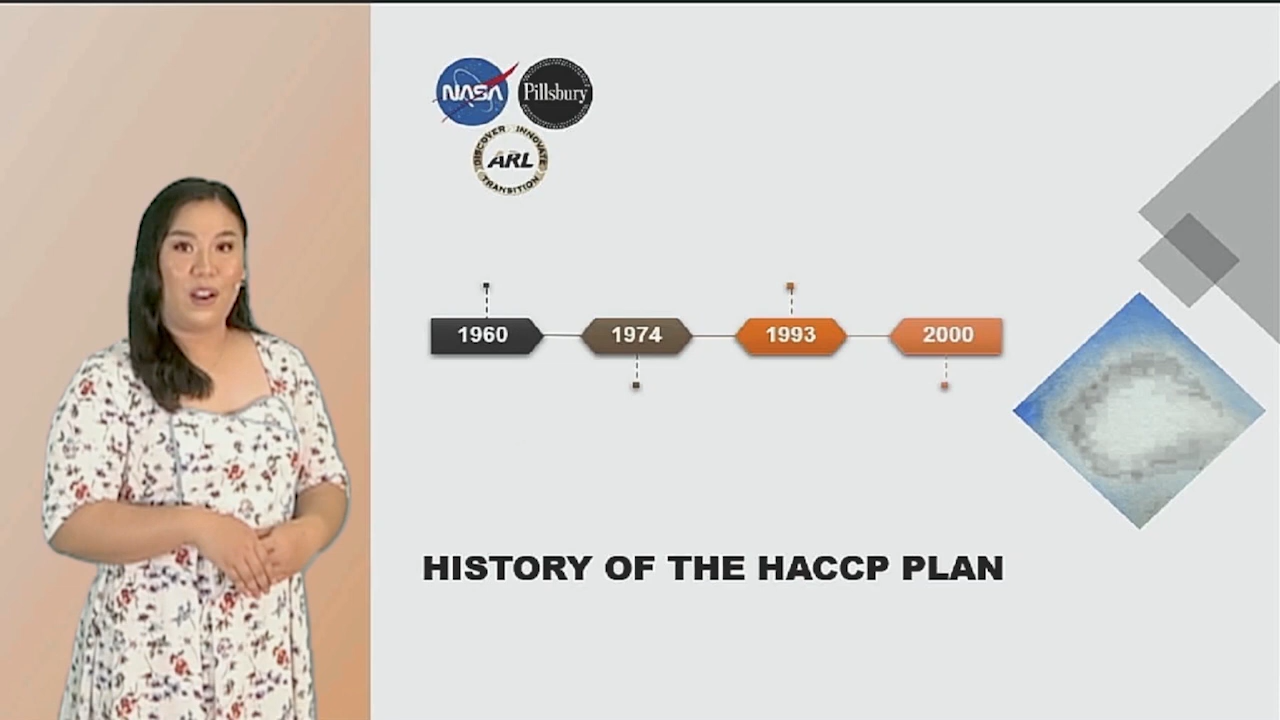 NASA
Pillsbury
DISCOVER INNOVATE
ARL
TRANSITION
1960
1974
1993
2000
HISTORY OF THE HACCP PLAN